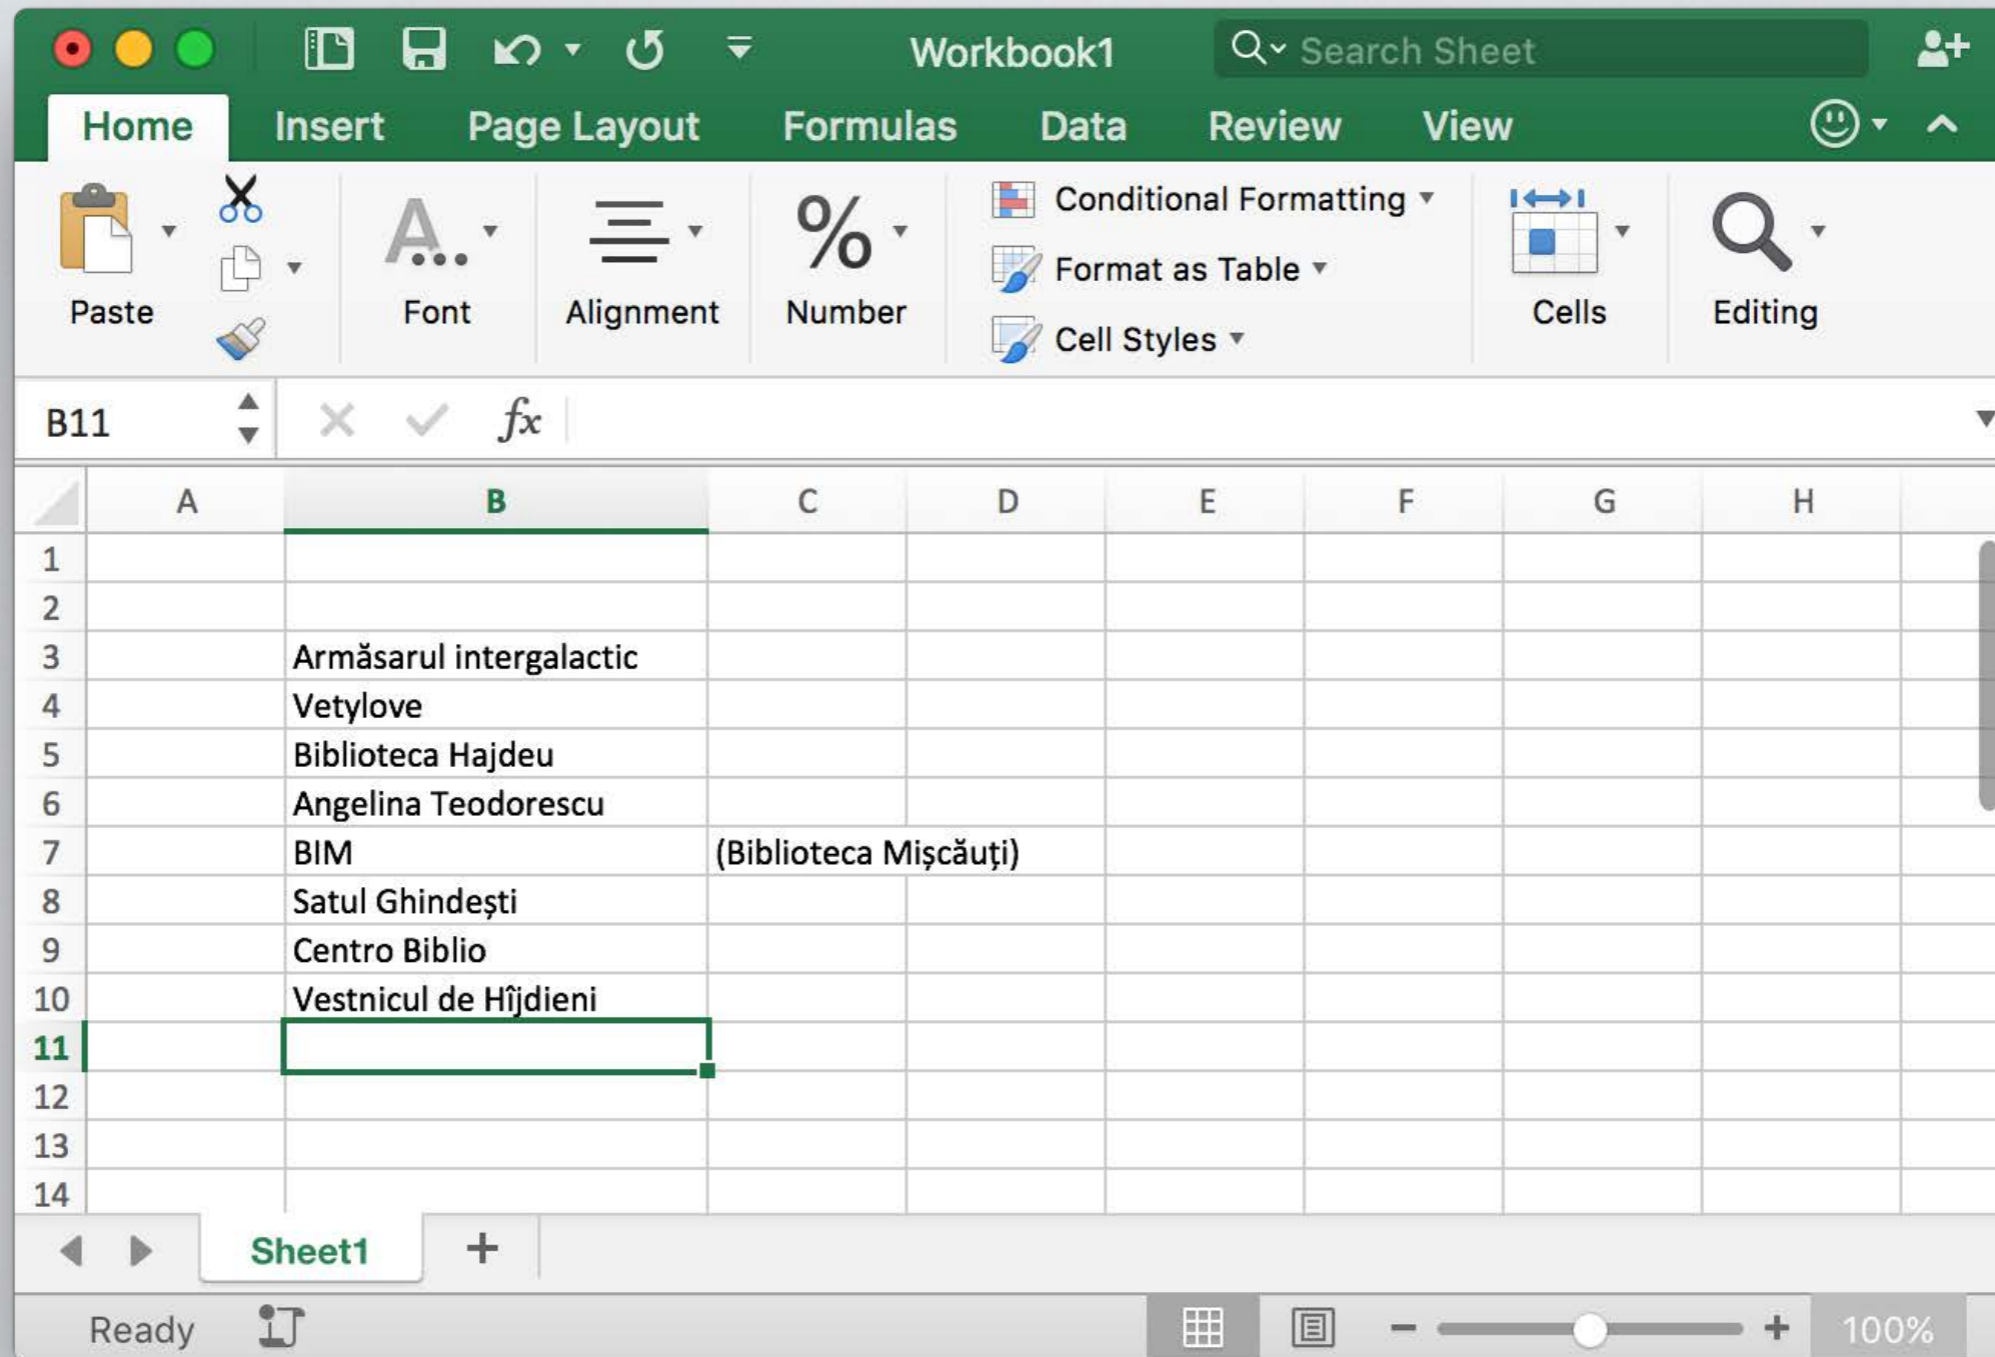 Workbook1
Search Sheet
Home Insert Page Layout Formulas Data Review View
Paste
Font
Alignment
%
Number
Conditional Formatting
Format as Table
Cell Styles
Cells
Editing
B11
fx
A B C D E F G H
1
2
3 Armăsarul intergalactic
4 Vetylove
5 Biblioteca Hajdeu
6 Angelina Teodorescu
7 BIM (Biblioteca Mișcăuți)
8 Satul Ghindești
9 Centro Biblio
10 Vestnicul de Hîjdieni
11
12
13
14
Sheet1 +
Ready 100%